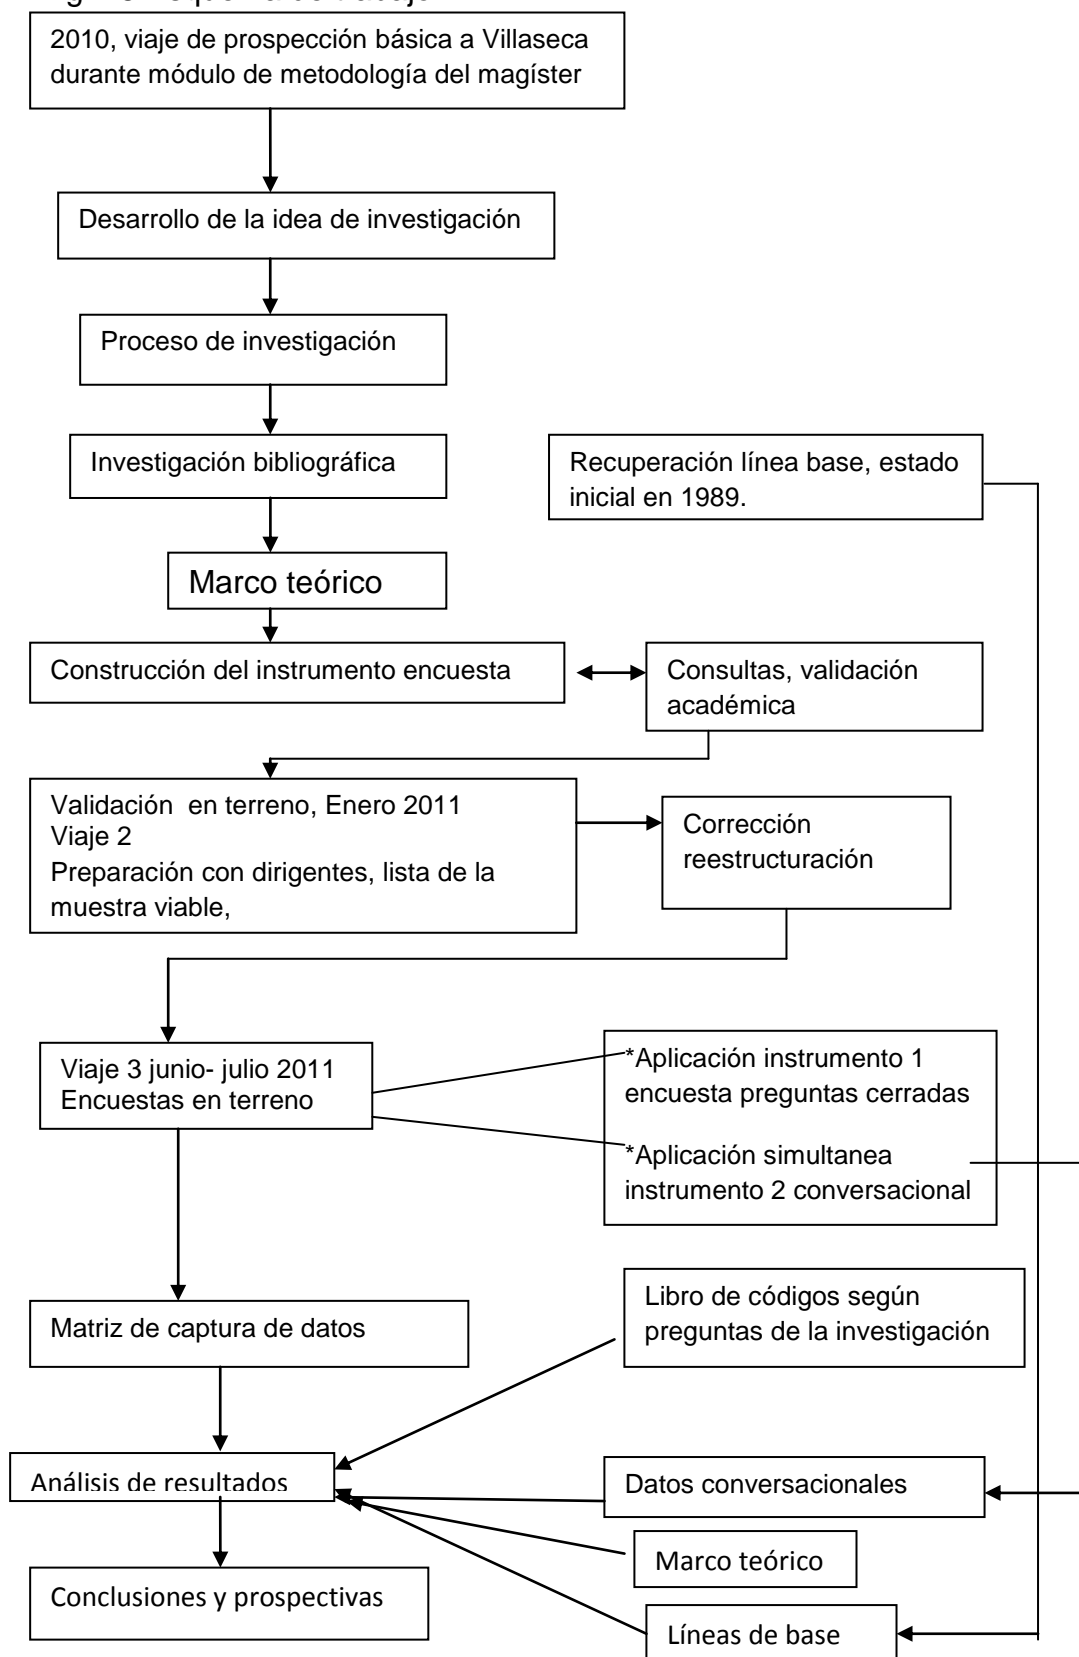 2010, viaje de prospección básica a Villaseca
durante módulo de metodología del magíster
Desarrollo de la idea de investigación
Proceso de investigación
Investigación bibliográfica
Recuperación línea base, estado
inicial en 1989.
Marco teórico
Construcción del instrumento encuesta
Consultas, validación
académica
Validación en terreno, Enero 2011
Viaje 2
Preparación con dirigentes, lista de la
muestra viable,
Corrección
reestructuración
Viaje 3 junio- julio 2011
Encuestas en terreno
*Aplicación instrumento 1
encuesta preguntas cerradas
*Aplicación simultanea
instrumento 2 conversacional
Libro de códigos según
preguntas de la investigación
Matriz de captura de datos
Análisis de resultados
Datos conversacionales
Marco teórico
Conclusiones y prospectivas
Líneas de base